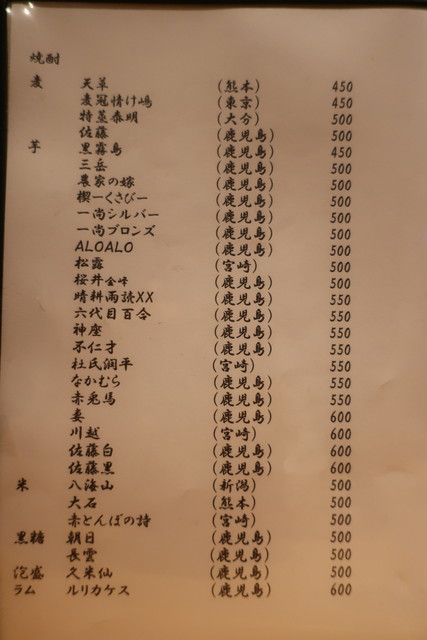 焼酎
麦 天草 (熊本) 450
麦冠情け嶋 (東京) 450
特蒸泰明 (大分) 500
佐藤 (鹿児島) 500
芋 黒霧島 (鹿児島) 450
三岳 (鹿児島) 500
農家の嫁 (鹿児島) 500
楔ーくさびー (鹿児島) 500
一尚シルバー (鹿児島) 500
一尚ブロンズ (鹿児島) 500
ALOALO (鹿児島) 500
松露 (宮崎) 500
桜井金峰 (鹿児島) 500
晴耕雨読XX (鹿児島) 550
六代目百合 (鹿児島) 550
神座 (鹿児島) 550
不仁才 (鹿児島) 550
杜氏潤平 (宮崎) 550
なかむら (鹿児島) 550
赤兎馬 (鹿児島) 550
妻 (鹿児島) 600
川越 (宮崎) 600
佐藤白 (鹿児島) 600
佐藤黒 (鹿児島) 600
米 八海山 (新潟) 500
大石 (熊本) 500
赤とんぼの詩 (宮崎) 500
黒糖 朝日 (鹿児島) 500
長雲 (鹿児島) 500
泡盛 久米仙 (鹿児島) 500
ラム ルリカケス (鹿児島) 600